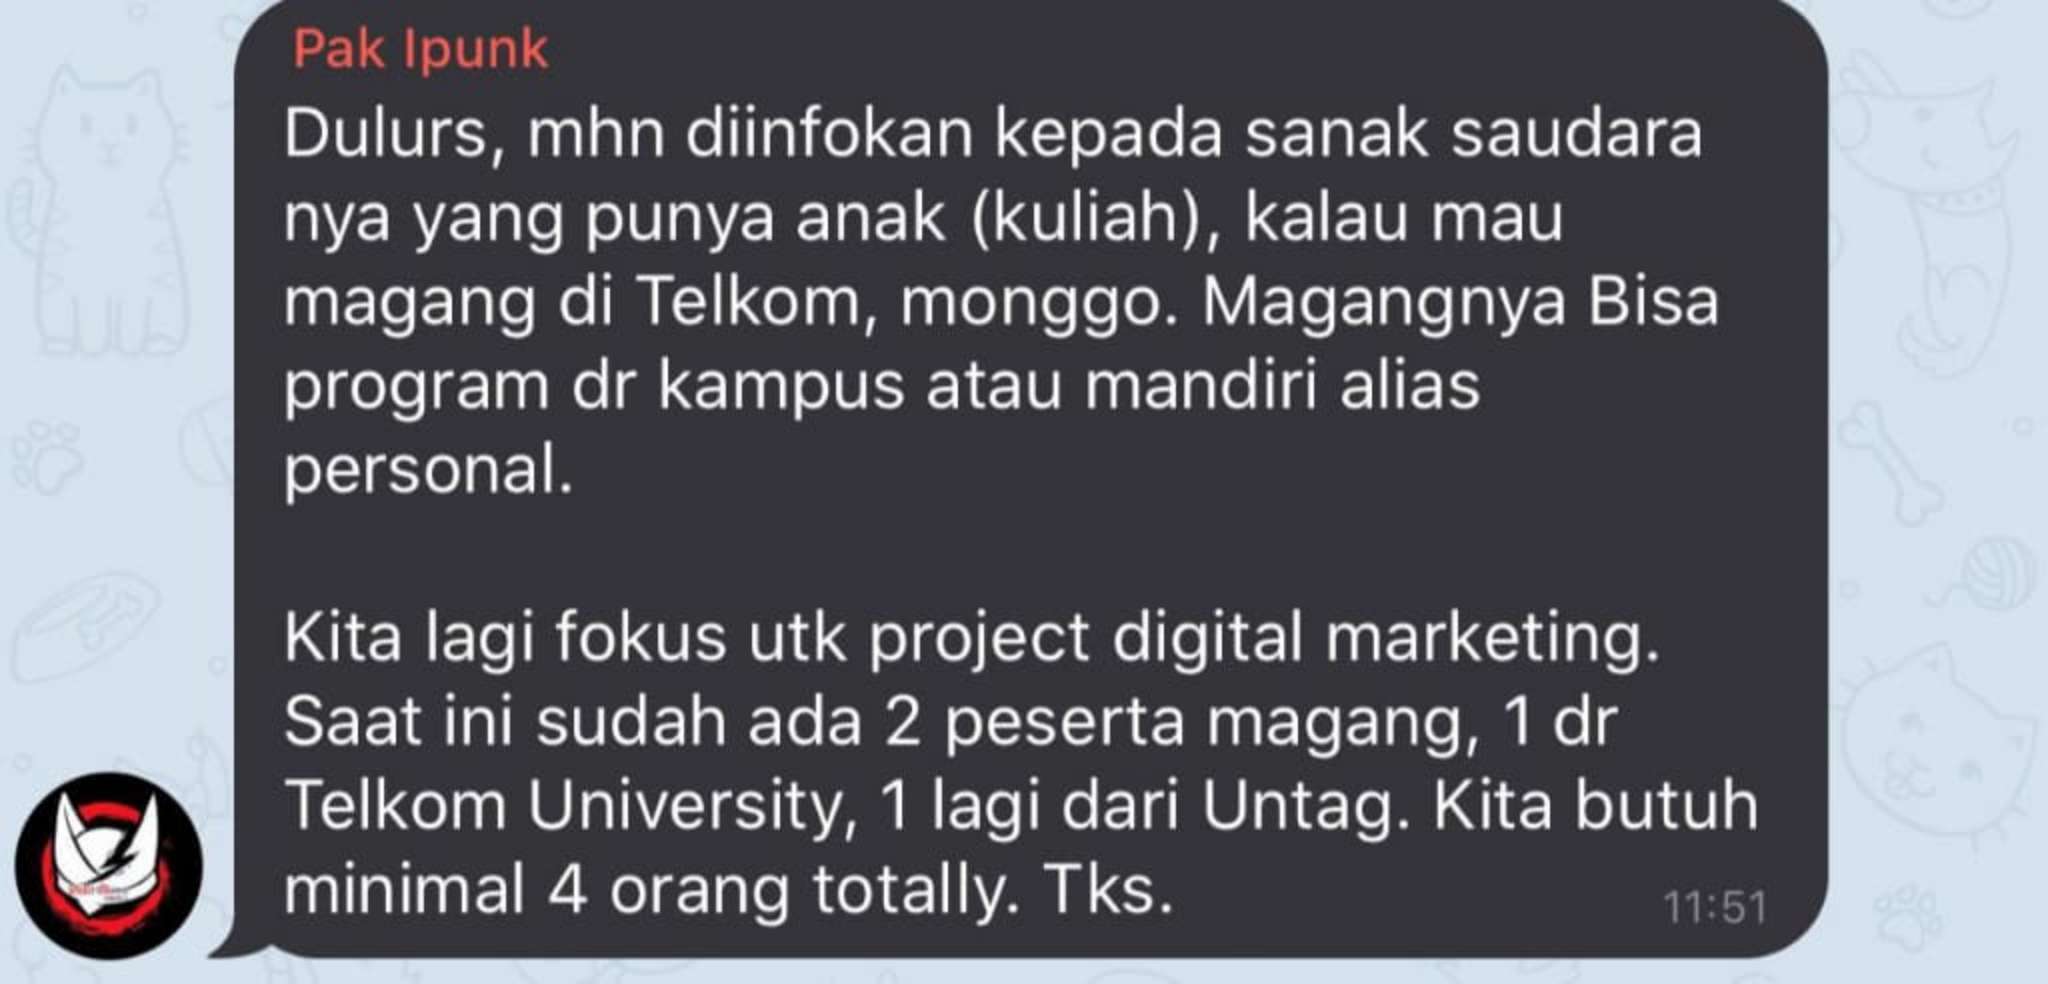 Pak Ipunk
Dulurs, mhn diinfokan kepada sanak saudara
nya yang punya anak (kuliah), kalau mau
magang di Telkom, monggo. Magangnya Bisa
program dr kampus atau mandiri alias
personal.
Kita lagi fokus utk project digital marketing.
Saat ini sudah ada 2 peserta magang, 1 dr
Telkom University, 1 lagi dari Untag. Kita butuh
minimal 4 orang totally. Tks.
11:51